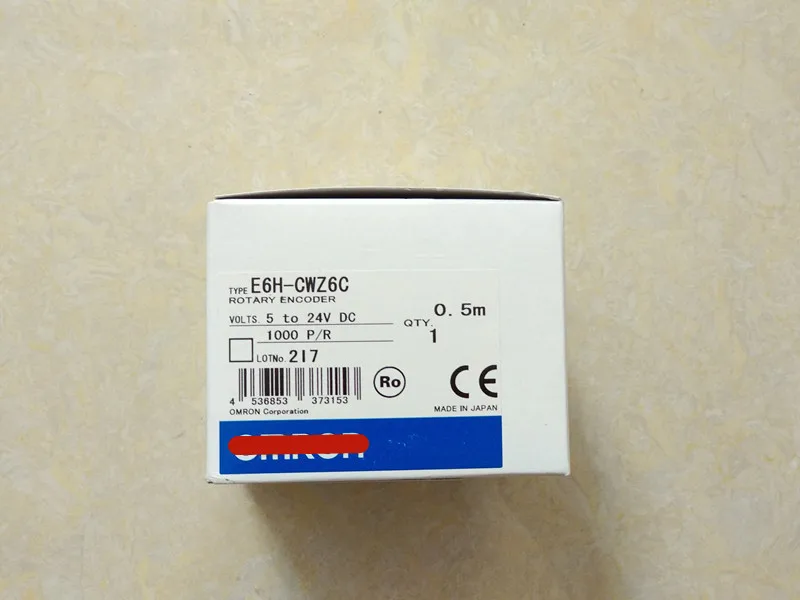 TYPE E6H-CWZ6C
ROTARY ENCODER
VOLTS. 5 to 24V DC
1000 P/R
0.5m
QTY.
1
LOTNo. 217
Ro
CE
4 536853 373153
OMRON Corporation
MADE IN JAPAN
OMRON